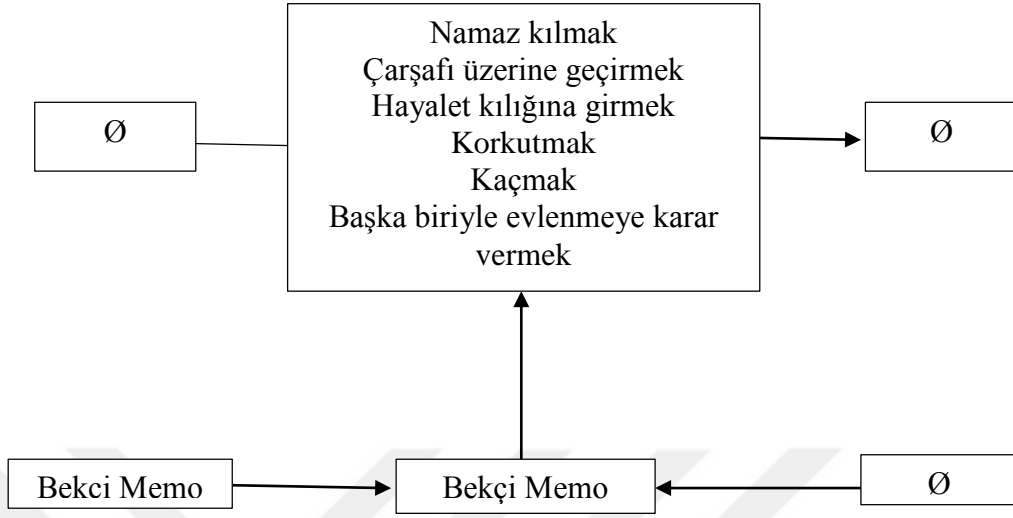 Namaz kılmak
Çarşafı üzerine geçirmek
Hayalet kılığına girmek
Korkutmak
Kaçmak
Başka biriyle evlenmeye karar
vermek
Ø
Ø
Bekci Memo
Bekçi Memo
Ø